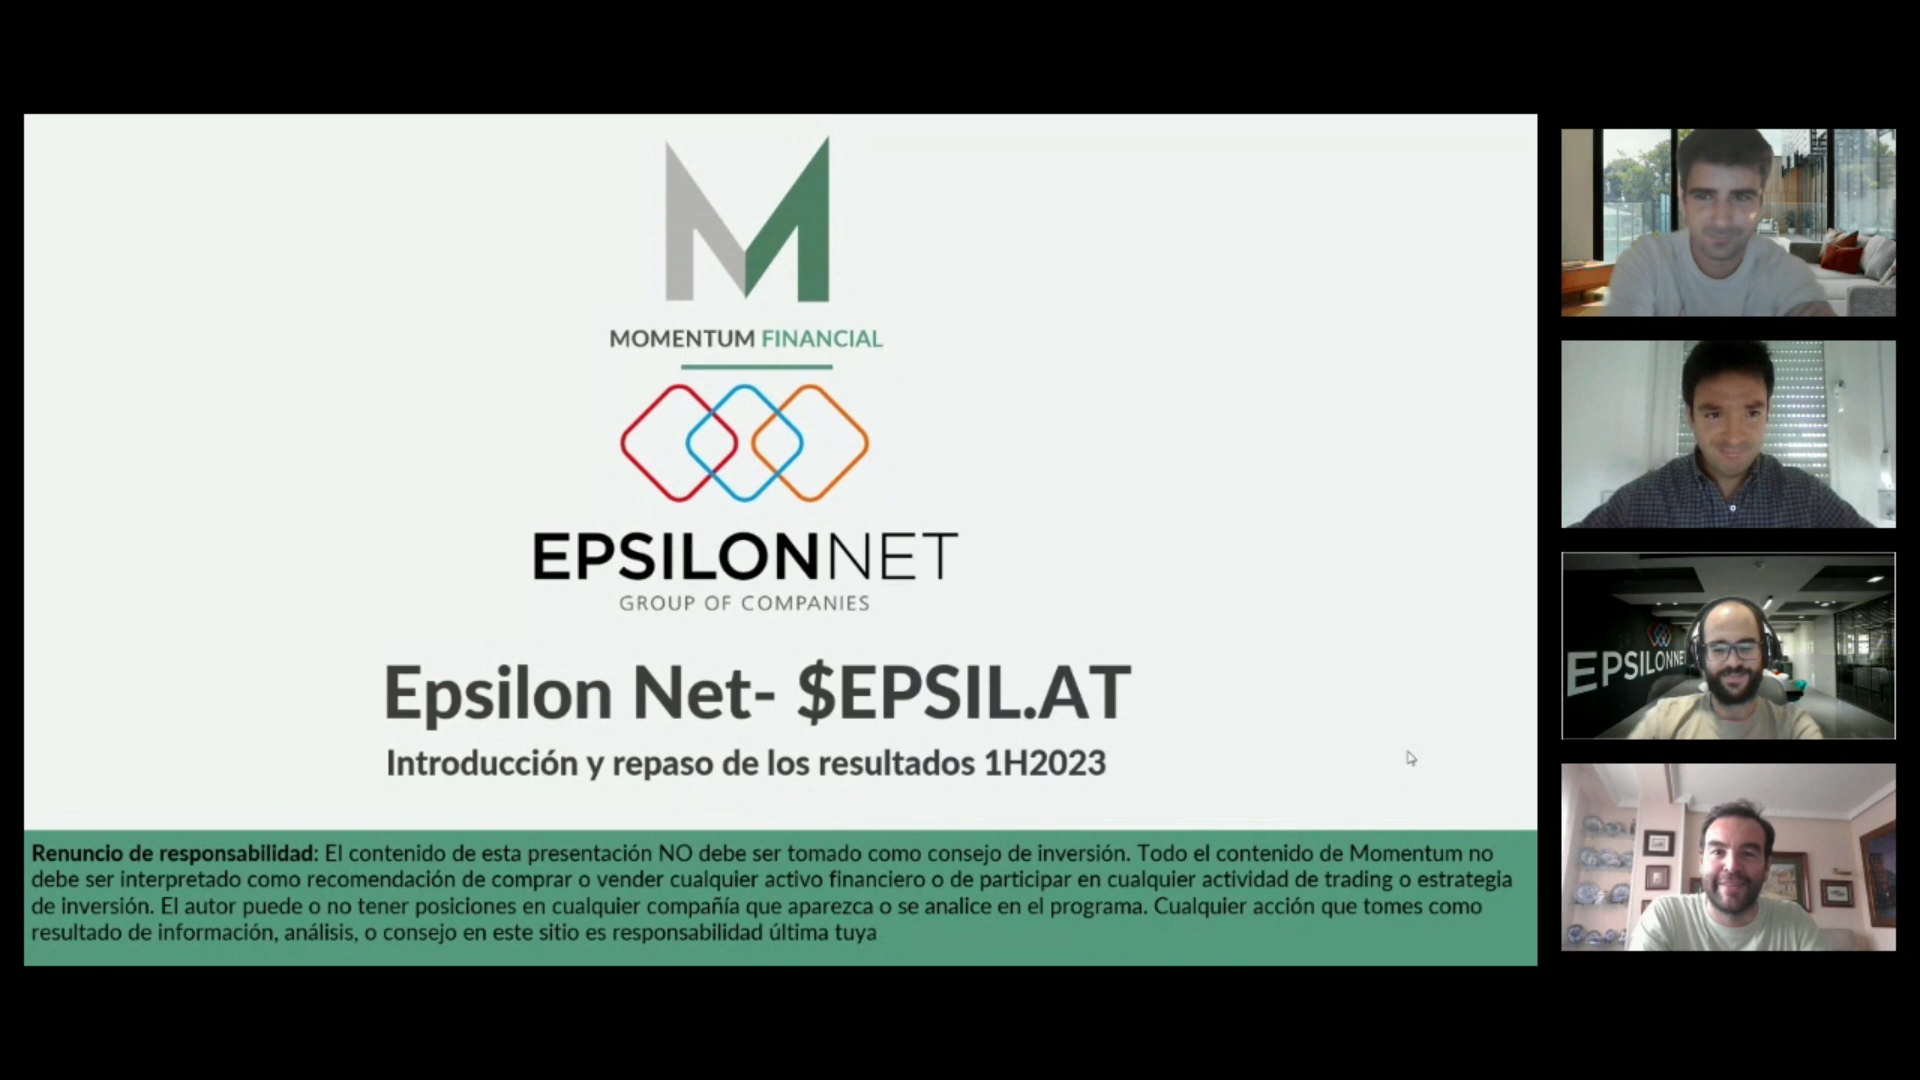 MOMENTUM FINANCIAL
EPSILONNET
GROUP OF COMPANIES
Epsilon Net- $EPSIL.AT
Introducción y repaso de los resultados 1H2023
Renuncio de responsabilidad: El contenido de esta presentación NO debe ser tomado como consejo de inversión. Todo el contenido de Momentum no
debe ser interpretado como recomendación de comprar o vender cualquier activo financiero o de participar en cualquier actividad de trading o estrategia
de inversión. El autor puede o no tener posiciones en cualquier compañía que aparezca o se analice en el programa. Cualquier acción que tomes como
resultado de información, análisis, o consejo en este sitio es responsabilidad última tuya
EPSILONNE